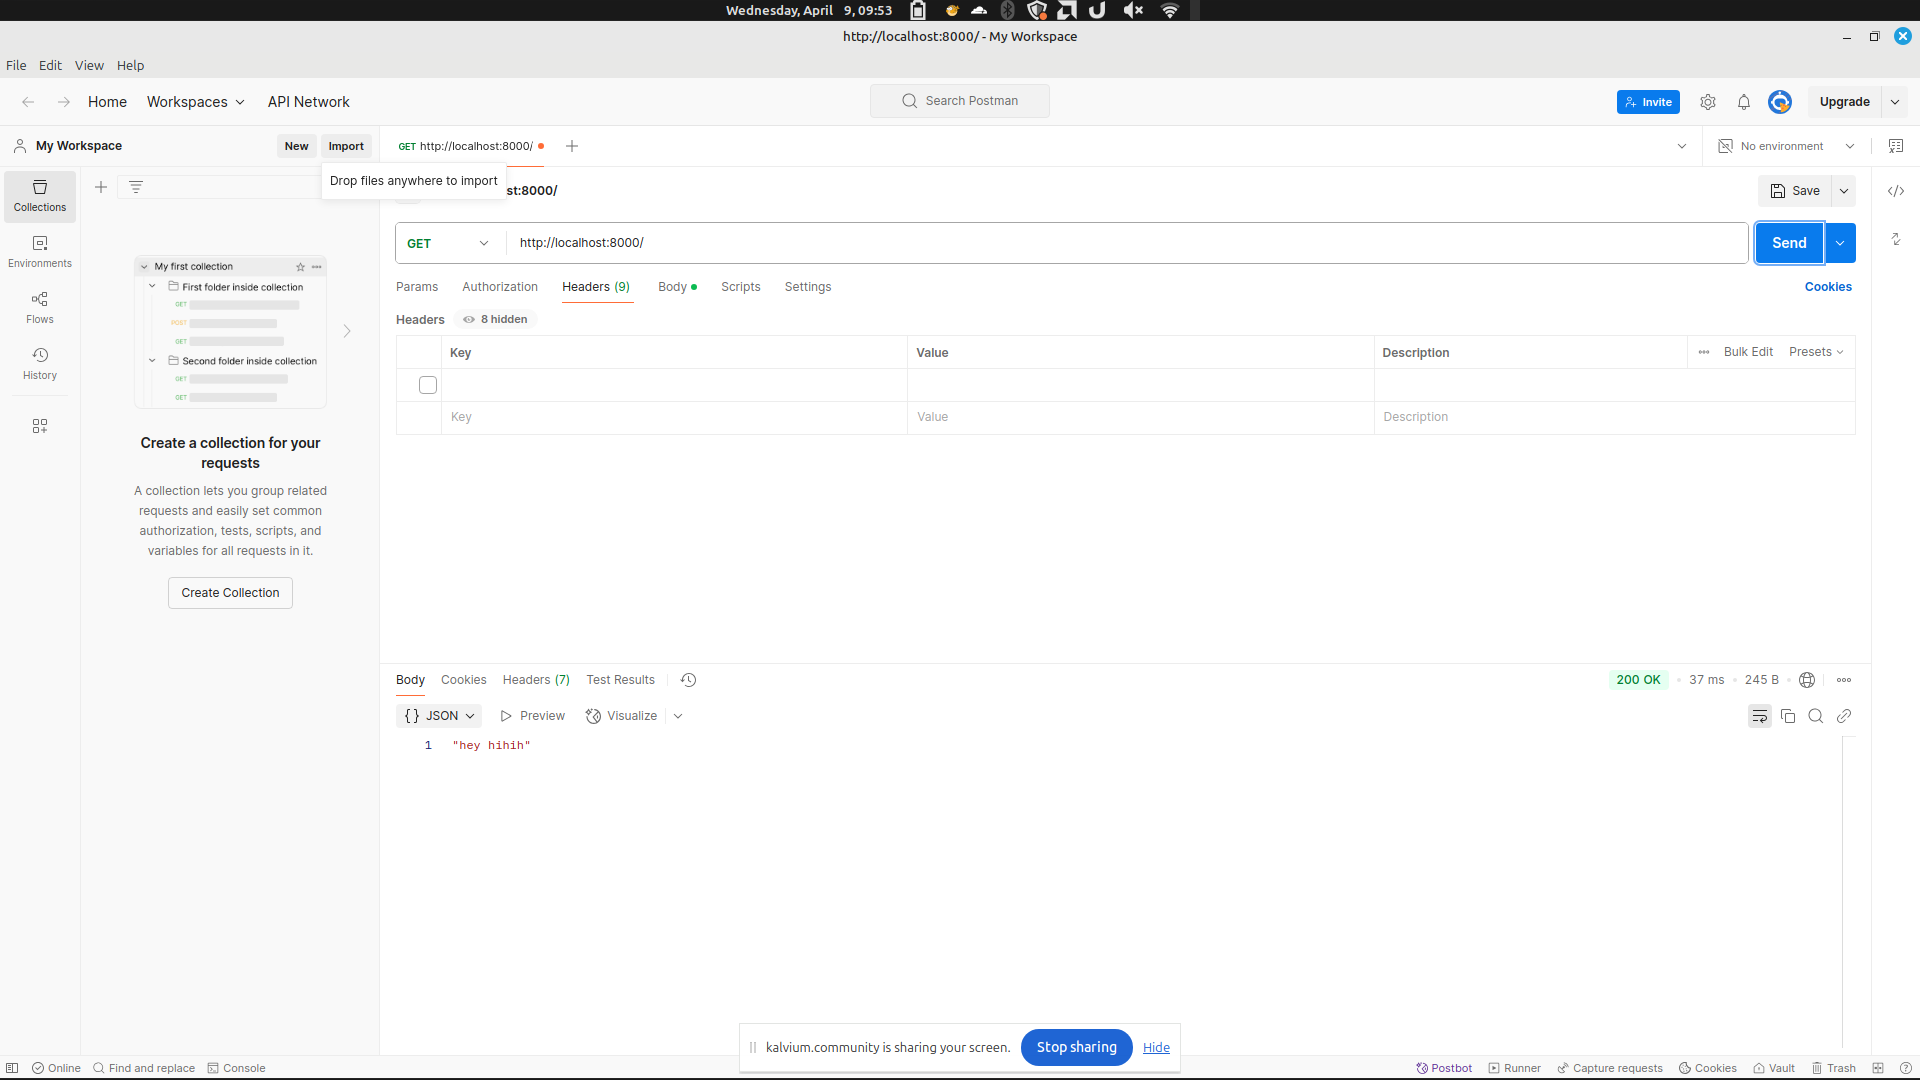 Wednesday, April 9, 09:53
http://localhost:8000/ - My Workspace
File Edit View Help
Home Workspaces API Network
Search Postman
Invite
Upgrade
My Workspace
New Import
GET http://localhost:8000/
No environment
Drop files anywhere to import
st:8000/
Save
Collections
Environments
Flows
History
GET http://localhost:8000/
Send
Params Authorization Headers (9) Body Scripts Settings
Cookies
Headers 8 hidden
Key Value Description Bulk Edit Presets
Key Value Description
My first collection
First folder inside collection
GET
POST
GET
Second folder inside collection
GET
GET
Create a collection for your
requests
A collection lets you group related
requests and easily set common
authorization, tests, scripts, and
variables for all requests in it.
Create Collection
Body Cookies Headers (7) Test Results
200 OK 37 ms 245 B
{} JSON Preview Visualize
1 "hey hihih"
kalvium.community is sharing your screen. Stop sharing Hide
Online Find and replace Console
Postbot Runner Capture requests Cookies Vault Trash